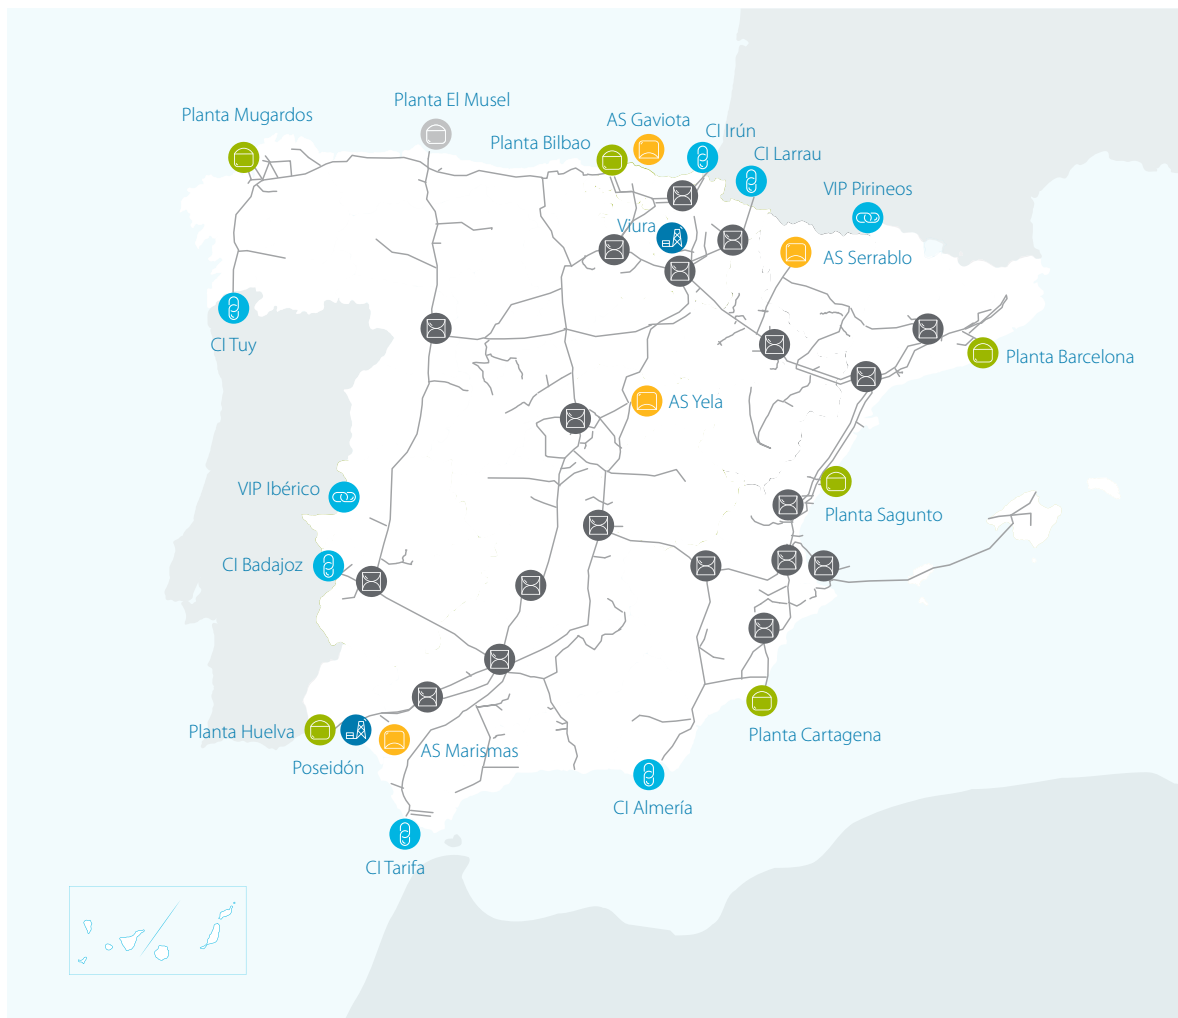 Planta El Musel
Planta Mugardos
AS Gaviota
CI Irún
Planta Bilbao
CI Larrau
VIP Pirineos
Viura
AS Serrablo
CI Tuy
Planta Barcelona
AS Yela
VIP Ibérico
Planta Sagunto
CI Badajoz
Planta Huelva
Planta Cartagena
AS Marismas
Poseidón
CI Almería
CI Tarifa